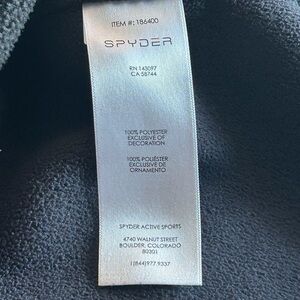 ITEM #: 186400
SPYDER
RN 143097
CA 58744
100% POLYESTER
EXCLUSIVE OF
DECORATION
100% POLIÉSTER
EXCLUSIVE DE
ORNAMENTO
SPYDER ACTIVE SPORTS
4740 WALNUT STREET
BOULDER, COLORADO
80301
1(844)977.9337